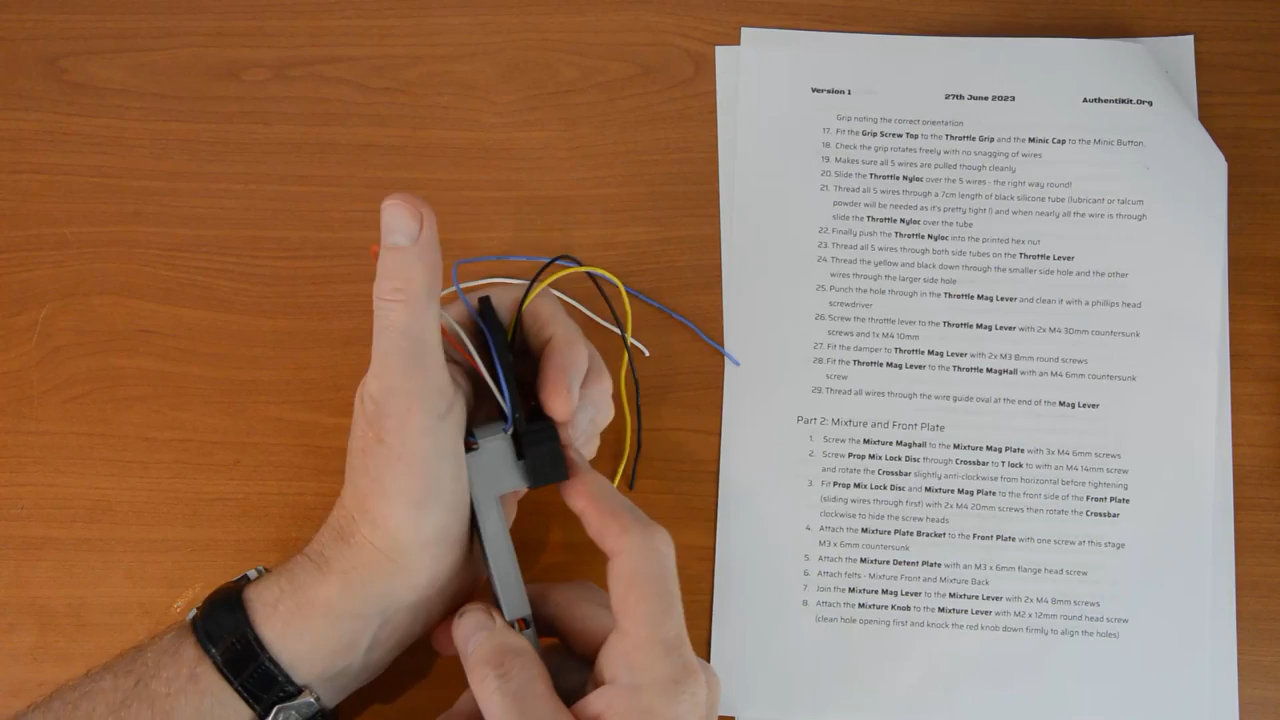 Version 1 27th June 2023 AuthentiKit.Org
Grip noting the correct orientation
17. Fit the Grip Screw Top to the Throttle Grip and the Minic Cap to the Minic Button.
18. Check the grip rotates freely with no snagging of wires
19. Makes sure all 5 wires are pulled though cleanly
20. Slide the Throttle Nyloc over the 5 wires - the right way round!
21. Thread all 5 wires through a 7cm length of black silicone tube (lubricant or talcum
powder will be needed as it's pretty tight !) and when nearly all the wire is through
slide the Throttle Nyloc over the tube
22. Finally push the Throttle Nyloc into the printed hex nut
23. Thread all 5 wires through both side tubes on the Throttle Lever
24. Thread the yellow and black down through the smaller side hole and the other
wires through the larger side hole
25. Punch the hole through in the Throttle Mag Lever and clean it with a phillips head
screwdriver
26. Screw the throttle lever to the Throttle Mag Lever with 2x M4 30mm countersunk
screws and 1x M4 10mm
27. Fit the damper to Throttle Mag Lever with 2x M3 8mm round screws
28. Fit the Throttle Mag Lever to the Throttle MagHall with an M4 6mm countersunk
screw
29. Thread all wires through the wire guide oval at the end of the Mag Lever
Part 2: Mixture and Front Plate
1. Screw the Mixture Maghall to the Mixture Mag Plate with 3x M4 6mm screws
2. Screw Prop Mix Lock Disc through Crossbar to T lock to with an M4 14mm screw
and rotate the Crossbar slightly anti-clockwise from horizontal before tightening
3. Fit Prop Mix Lock Disc and Mixture Mag Plate to the front side of the Front Plate
(sliding wires through first) with 2x M4 20mm screws then rotate the Crossbar
clockwise to hide the screw heads
4. Attach the Mixture Plate Bracket to the Front Plate with one screw at this stage
M3 x 6mm countersunk
5. Attach the Mixture Detent Plate with an M3 x 6mm flange head screw
6. Attach felts - Mixture Front and Mixture Back
7. Join the Mixture Mag Lever to the Mixture Lever with 2x M4 8mm screws
8. Attach the Mixture Knob to the Mixture Lever with M2 x 12mm round head screw
(clean hole opening first and knock the red knob down firmly to align the holes)